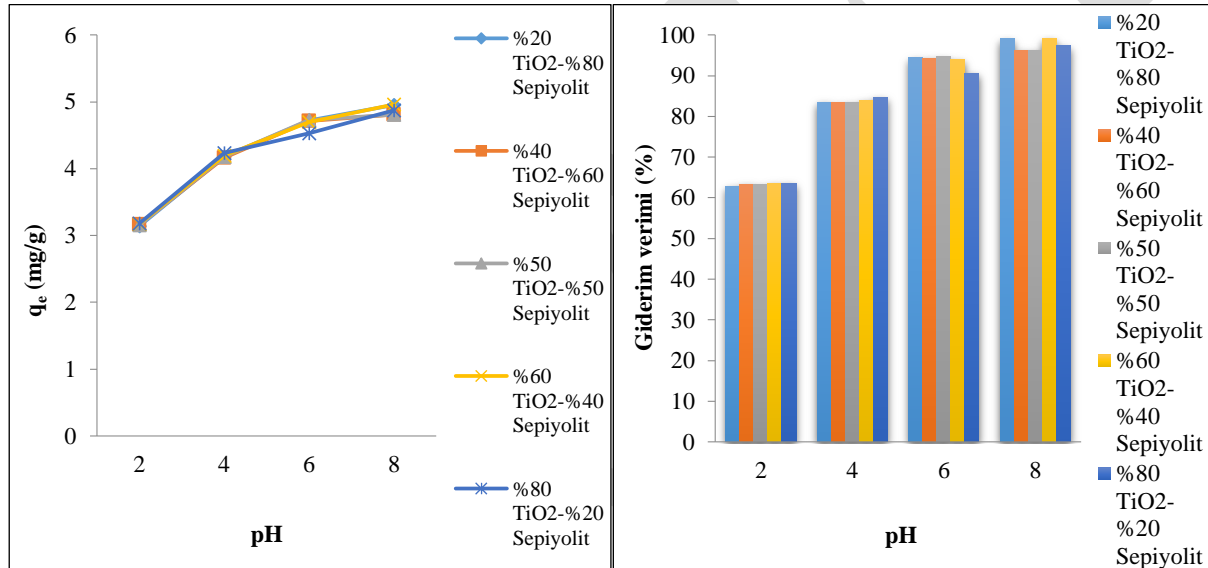 6
5
4
3
2
1
0
2 4 6 8
qe (mg/g)
pH
%20
TiO2-%80
Sepiyolit
%40
TiO2-%60
Sepiyolit
%50
TiO2-%50
Sepiyolit
%60
TiO2-%40
Sepiyolit
%80
TiO2-%20
Sepiyolit
100
90
80
70
60
50
40
30
20
10
0
2 4 6 8
Giderim verimi (%)
pH
%20
TiO2-
%80
Sepiyolit
%40
TiO2-
%60
Sepiyolit
%50
TiO2-
%50
Sepiyolit
%60
TiO2-
%40
Sepiyolit
%80
TiO2-
%20
Sepiyolit